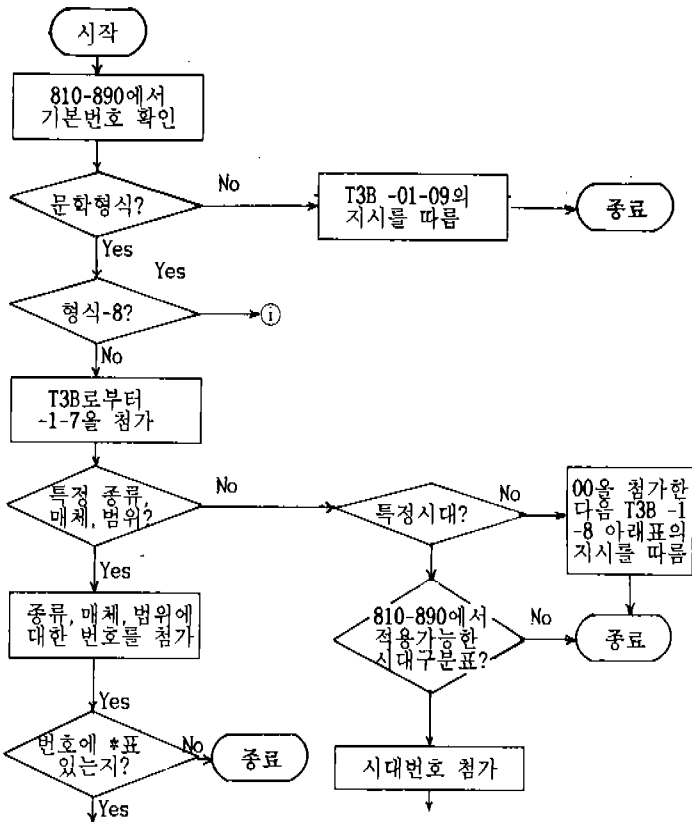 시작
810-890에서
기본번호 확인
문학형식?
No
T3B -01-09의
지시를 따름
종료
Yes
Yes
형식-8?
ⓘ
No
T3B로부터
-1-7을 첨가
특정 종류,
매체,범위?
No
특정시대?
No
00을 첨가한
다음 T3B -1
-8 아래표의
지시를 따름
Yes
종류,매체,범위에
대한 번호를 첨가
810-890에서
적용가능한
시대구분표?
No
종료
Yes
번호에 *표
있는지?
No
종료
시대번호 첨가
Yes